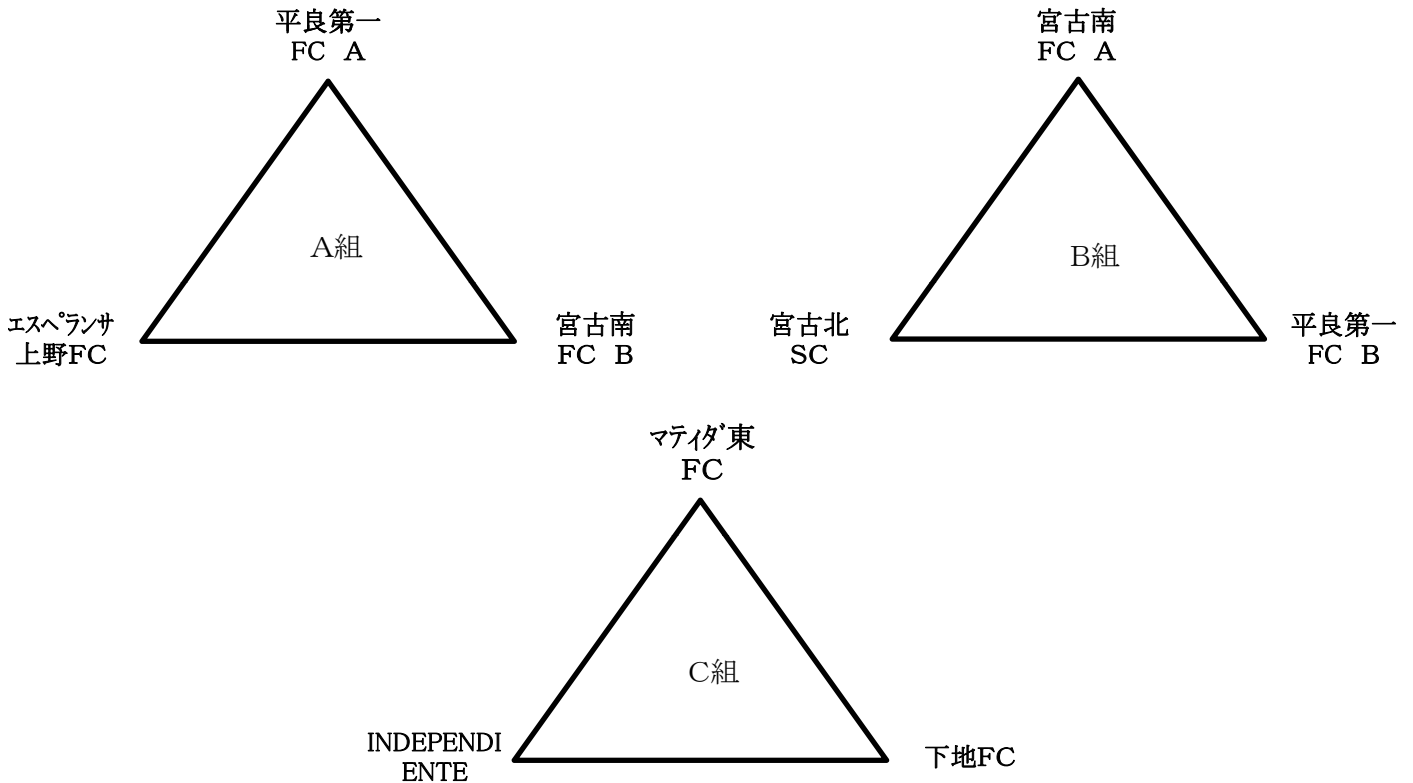 平良第一
FC A
A組
エスペランサ
上野FC
宮古南
FC B
宮古南
FC A
B組
宮古北
SC
平良第一
FC B
マティダ東
FC
C組
INDEPENDI
ENTE
下地FC